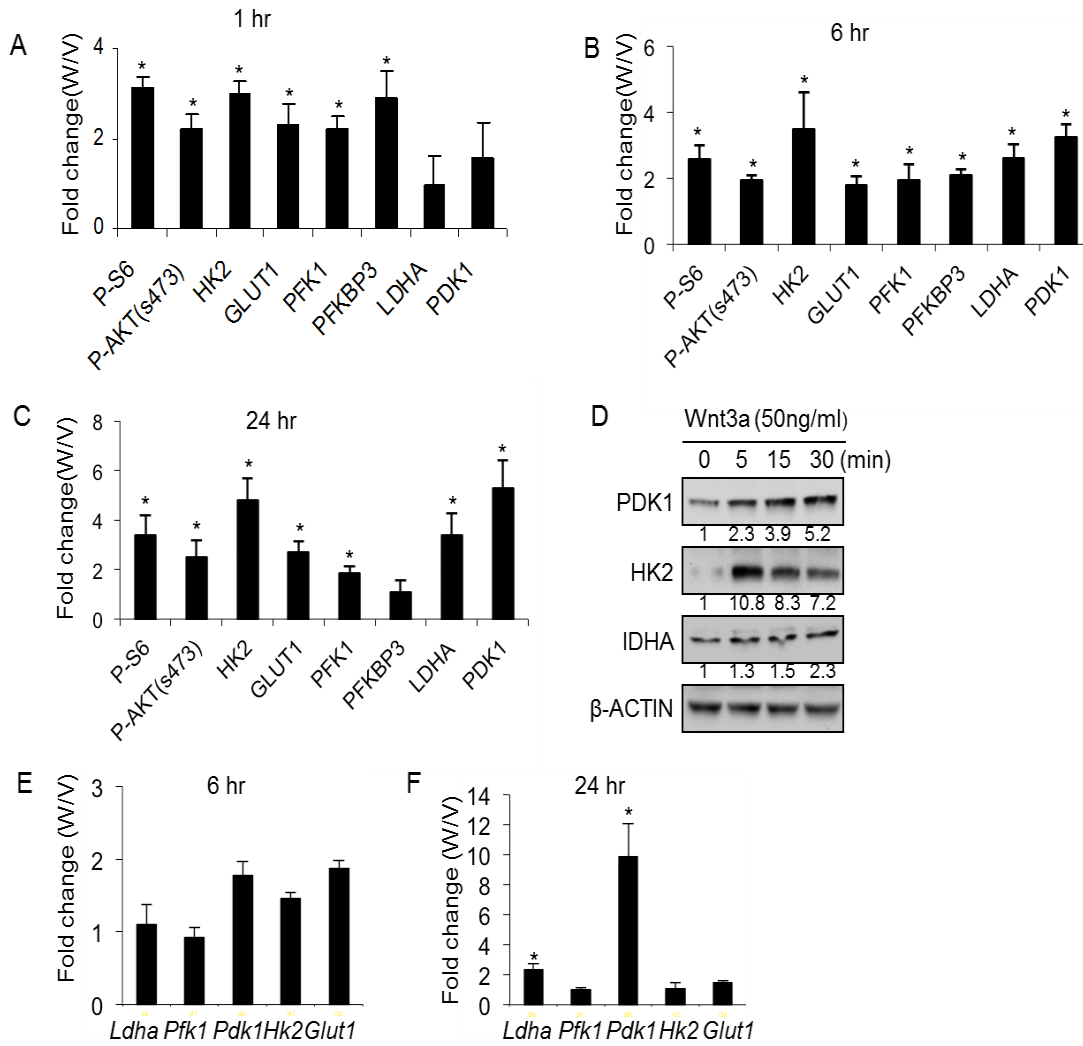 A
1 hr
Fold change(W/V)
4
2
0
*
*
*
*
*
*
P-S6
P-AKT(s473)
HK2
GLUT1
PFK1
PFKBP3
LDHA
PDK1
B
6 hr
Fold change(W/V)
6
4
2
0
*
*
*
*
*
*
*
*
P-S6
P-AKT(s473)
HK2
GLUT1
PFK1
PFKBP3
LDHA
PDK1
C
24 hr
Fold change(W/V)
8
6
4
2
0
*
*
*
*
*
*
*
P-S6
P-AKT(s473)
HK2
GLUT1
PFK1
PFKBP3
LDHA
PDK1
D
Wnt3a (50ng/ml)
0 5 15 30 (min)
PDK1
1 2.3 3.9 5.2
HK2
1 10.8 8.3 7.2
lDHA
1 1.3 1.5 2.3
β-ACTIN
E
6 hr
Fold change (W/V)
3
2
1
0
Ldha Pfk1 Pdk1 Hk2 Glut1
F
24 hr
Fold change (W/V)
14
12
10
8
6
4
2
0
*
*
Ldha Pfk1 Pdk1 Hk2 Glut1